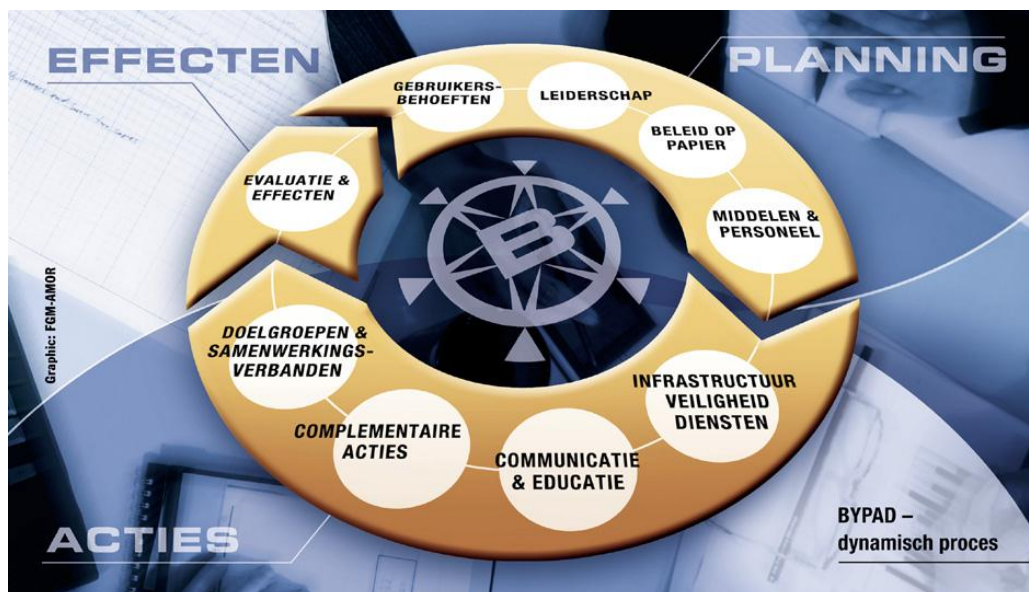 EFFECTEN
PLANNING
GEBRUIKERS-
BEHOEFTEN
LEIDERSCHAP
BELEID OP
PAPIER
MIDDELEN &
PERSONEEL
EVALUATIE &
EFFECTEN
B
DOELGROEPEN &
SAMENWERKINGS-
VERBANDEN
INFRASTRUCTUUR
VEILIGHEID
DIENSTEN
COMPLEMENTAIRE
ACTIES
COMMUNICATIE
& EDUCATIE
Graphic: FGM-AMOR
ACTIES
BYPAD –
dynamisch proces